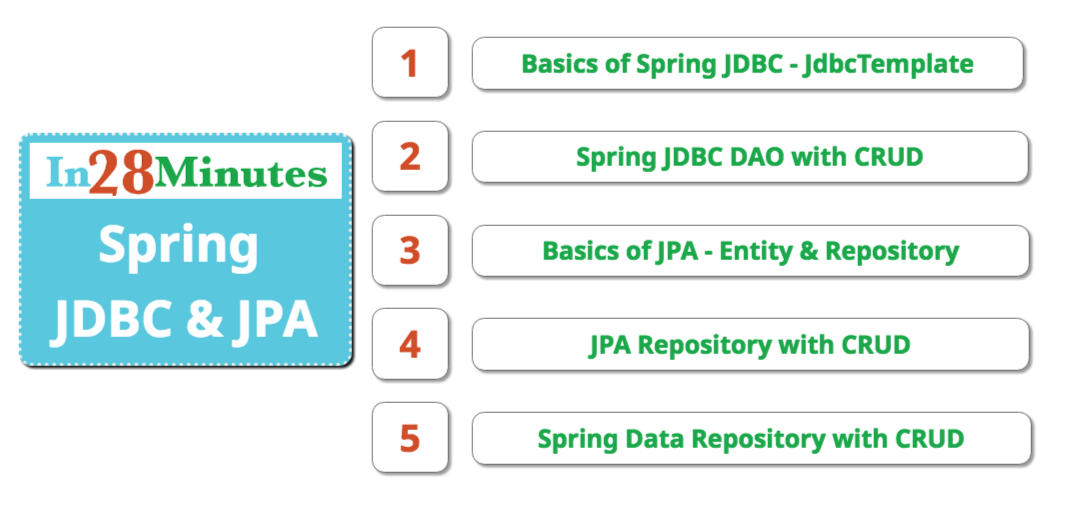 In28Minutes
Spring
JDBC & JPA
1
Basics of Spring JDBC - JdbcTemplate
2
Spring JDBC DAO with CRUD
3
Basics of JPA - Entity & Repository
4
JPA Repository with CRUD
5
Spring Data Repository with CRUD